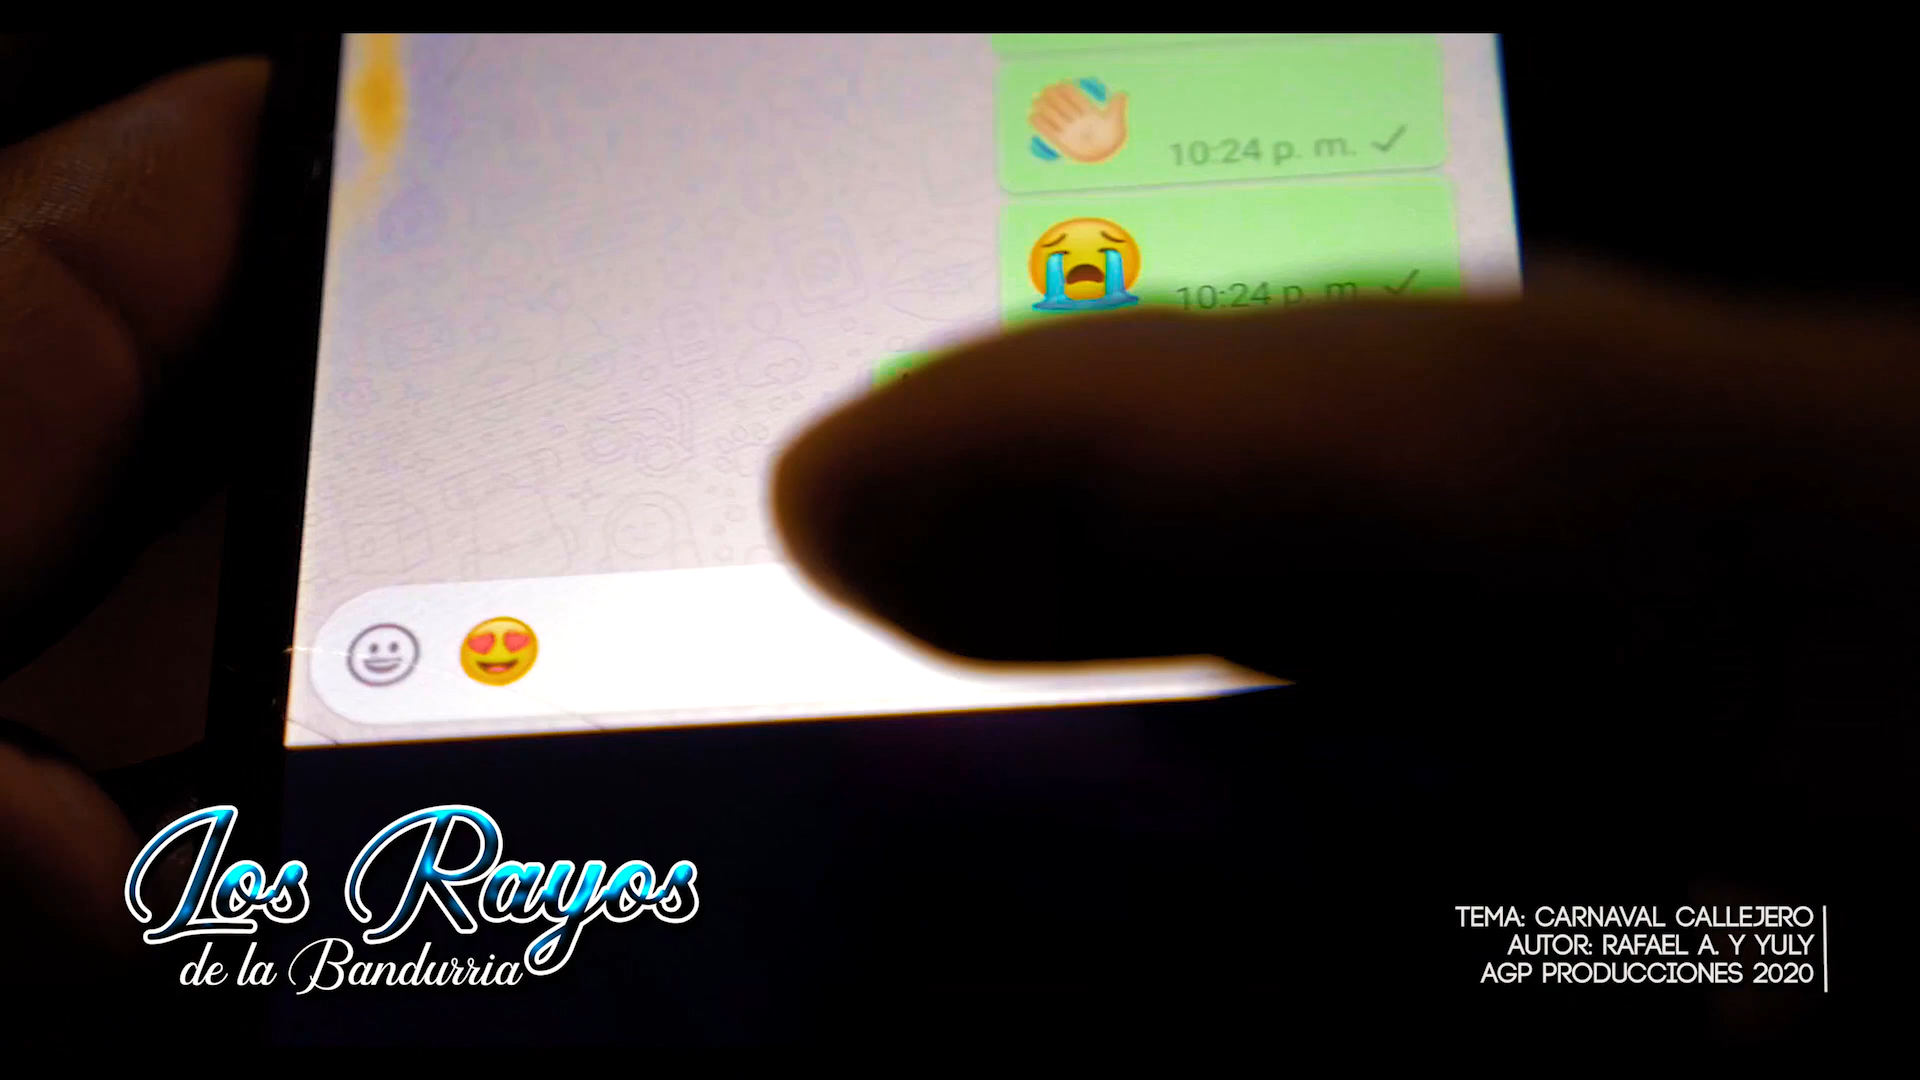 10:24 p. m.
10:24 p. m.
Los Rayos
de la Bandurria
TEMA: CARNAVAL CALLEJERO
AUTOR: RAFAEL A. Y YULY
AGP PRODUCCIONES 2020